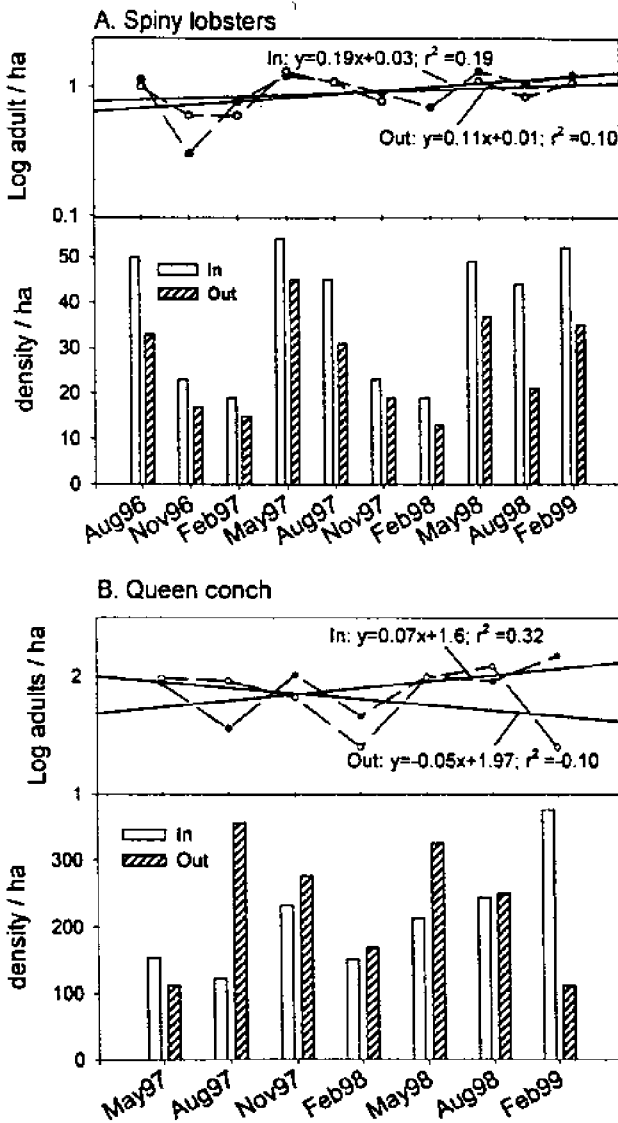 A. Spiny lobsters
In: y=0.19x+0.03; r² =0.19
Log adult / ha
1
Out: y=0.11x+0.01; r² =0.10
0.1
density / ha
50
40
30
20
10
0
In
Out
Aug96
Nov96
Feb97
May97
Aug97
Nov97
Feb98
May98
Aug98
Feb99
B. Queen conch
In: y=0.07x+1.6; r² =0.32
Log adults / ha
2
Out: y=-0.05x+1.97; r² =-0.10
1
density / ha
300
200
100
0
In
Out
May97
Aug97
Nov97
Feb98
May98
Aug98
Feb99